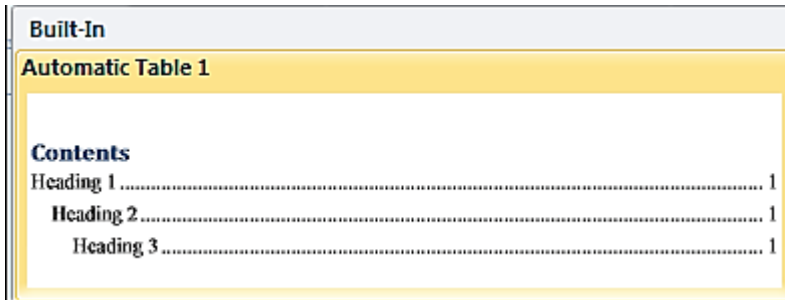 Built-In
Automatic Table 1
Contents
Heading 1 ........................................................................ 1
Heading 2 ........................................................................ 1
Heading 3 ........................................................................ 1